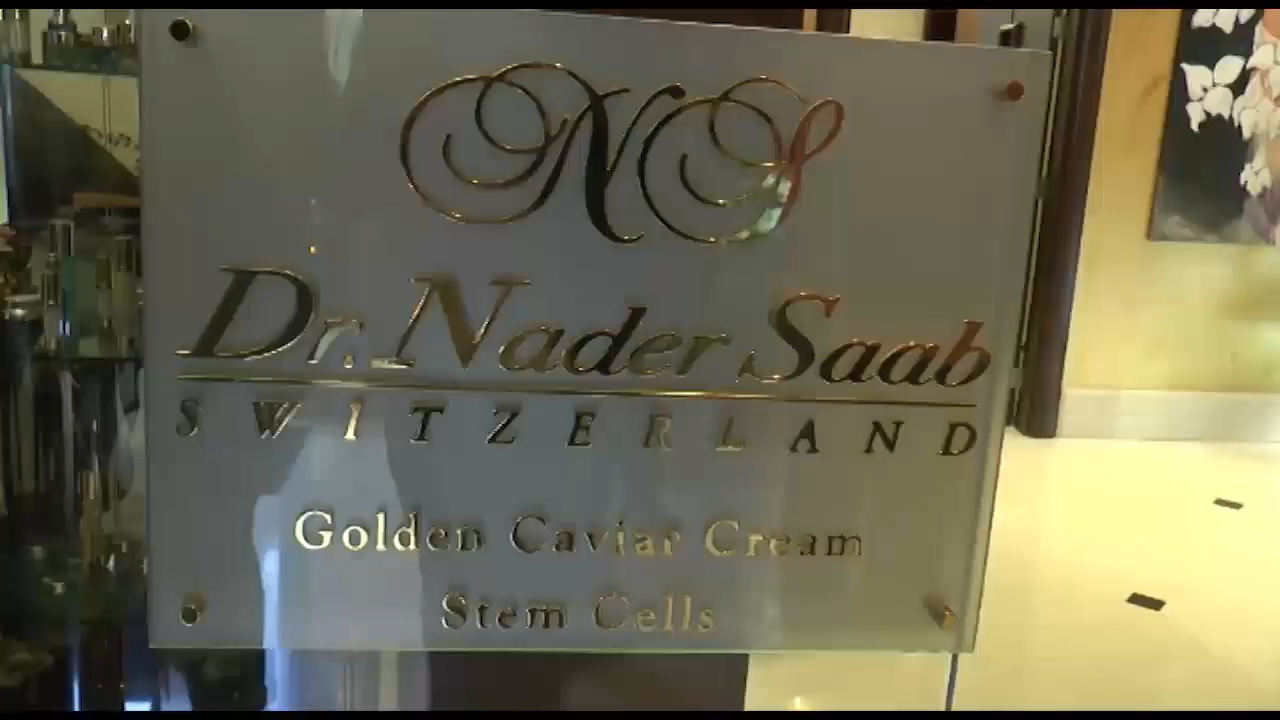 NS
Dr. Nader Saab
SWITZERLAND
Golden Caviar Cream
Stem Cells